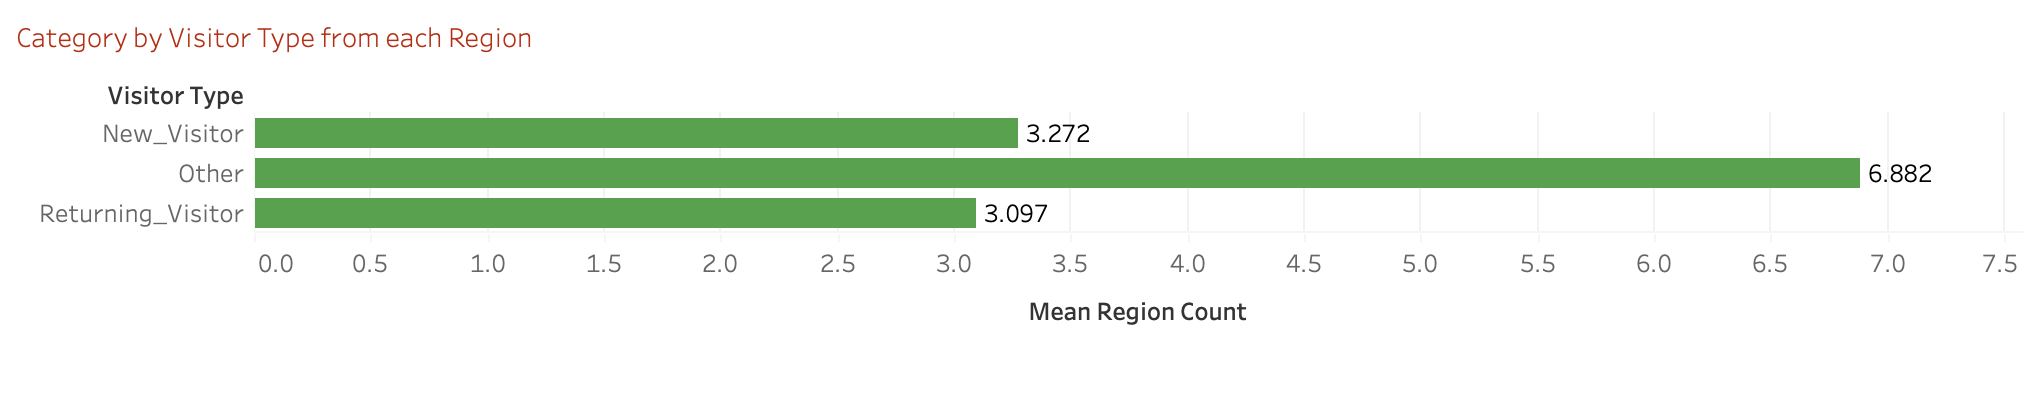 Category by Visitor Type from each Region
Visitor Type
New_Visitor 3.272
Other 6.882
Returning_Visitor 3.097
0.0 0.5 1.0 1.5 2.0 2.5 3.0 3.5 4.0 4.5 5.0 5.5 6.0 6.5 7.0 7.5
Mean Region Count